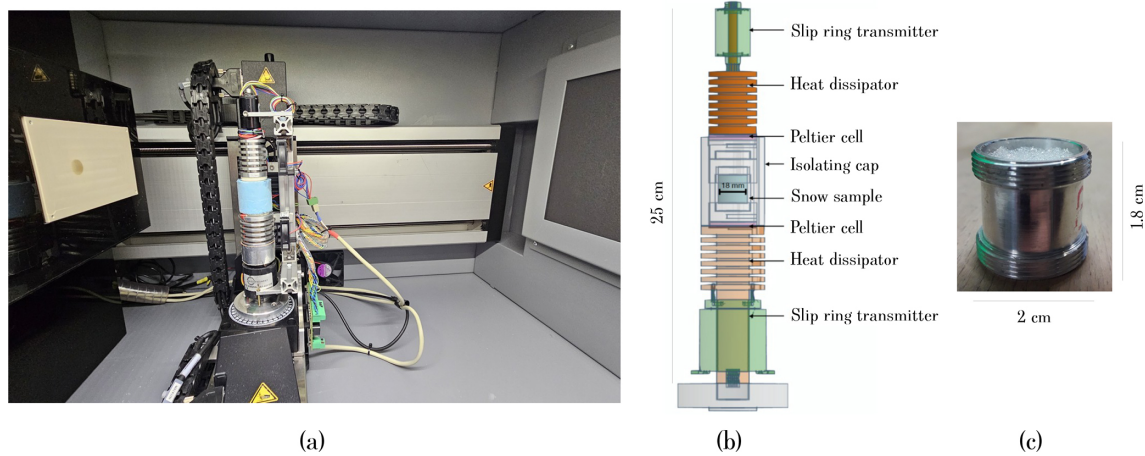 Slip ring transmitter
Heat dissipator
Peltier cell
Isolating cap
18 mm
Snow sample
Peltier cell
Heat dissipator
Slip ring transmitter
25 cm
1.8 cm
2 cm
(a)
(b)
(c)